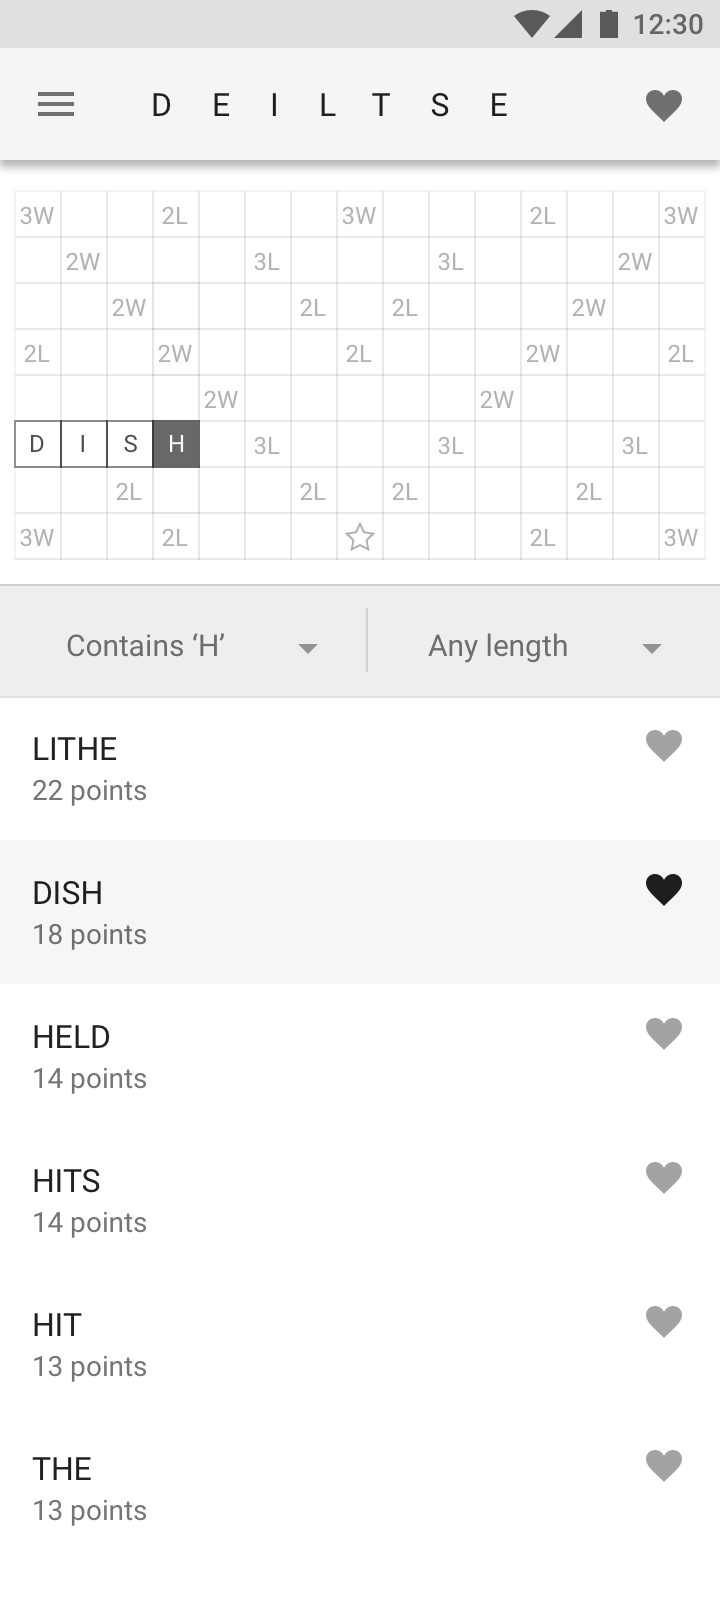 12:30
D E I L T S E
3W 2L 3W 2L 3W
2W 3L 3L 2W
2W 2L 2L 2W
2L 2W 2L 2W 2L
2W 2W
D I S H 3L 3L 3L
2L 2L 2L 2L
3W 2L 2L 3W
Contains ‘H’ Any length
LITHE
22 points
DISH
18 points
HELD
14 points
HITS
14 points
HIT
13 points
THE
13 points